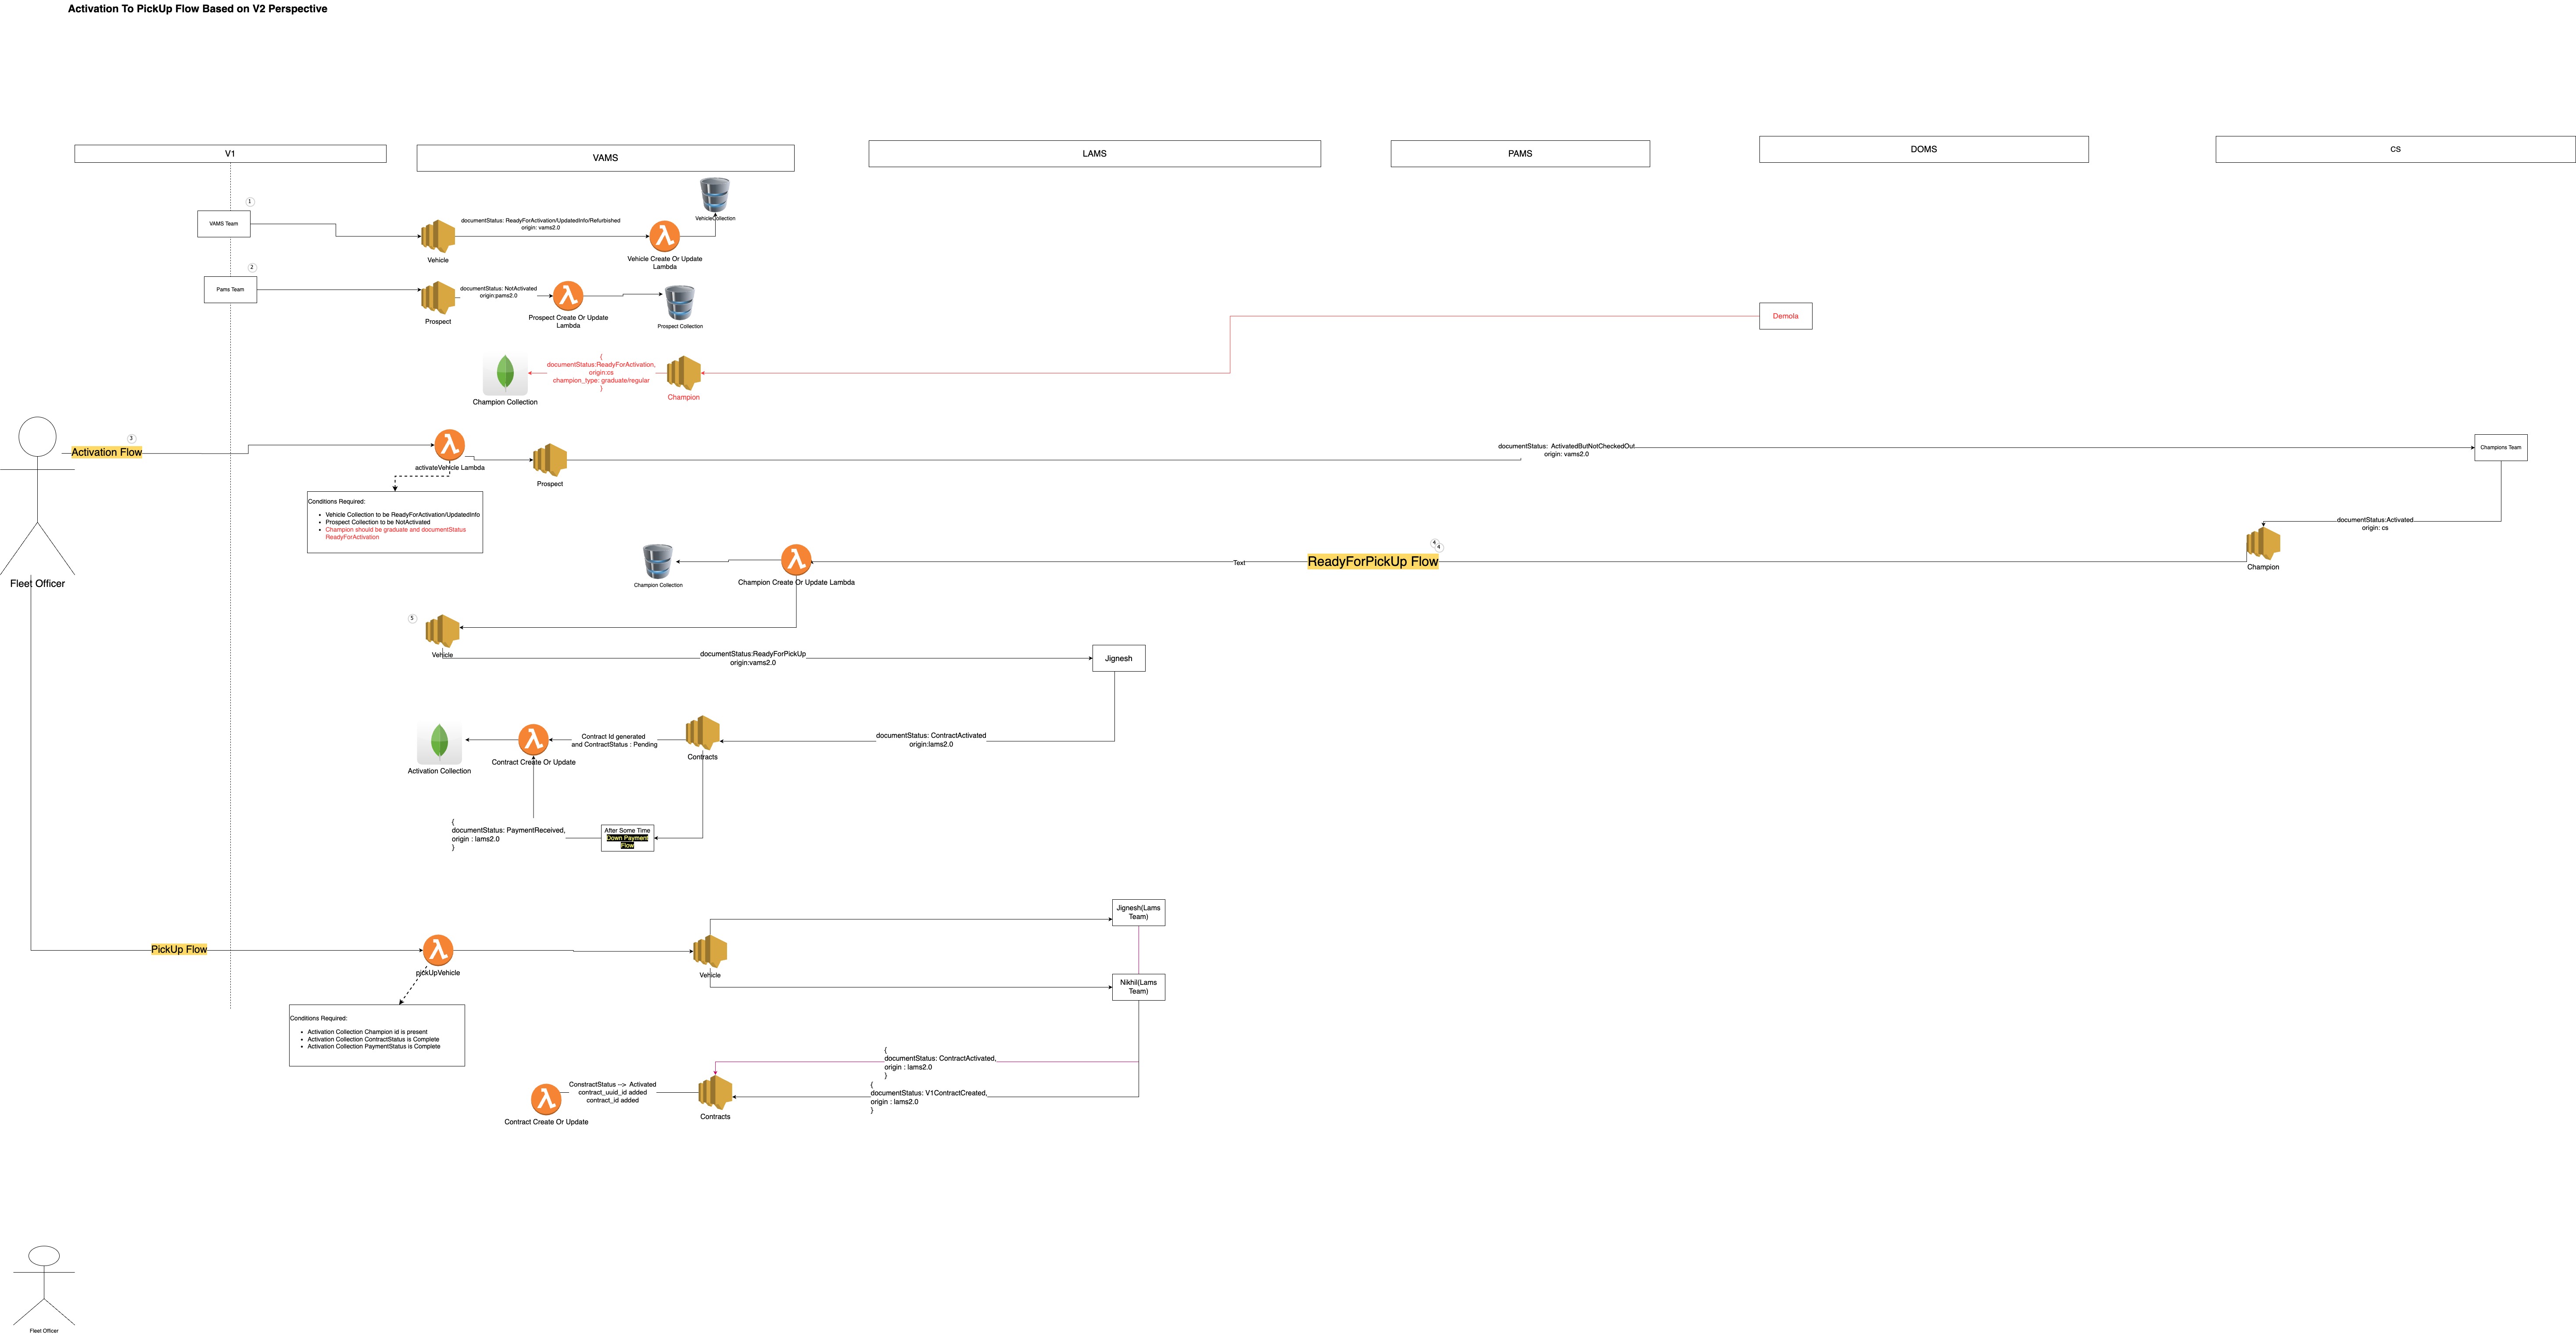 Activation To PickUp Flow Based on V2 Perspective
V1
VAMS
LAMS
PAMS
DOMS
CS
1
VAMS Team
documentStatus: ReadyForActivation/UpdatedInfo/Refurbished
origin: vams2.0
VehicleCollection
Vehicle
Vehicle Create Or Update
Lambda
2
Pams Team
documentStatus: NotActivated
origin:pams2.0
Prospect
Prospect Create Or Update
Lambda
Prospect Collection
Demola
{
documentStatus:ReadyForActivation,
origin:cs
champion_type: graduate/regular
}
Champion Collection
Champion
3
Activation Flow
activateVehicle Lambda
Prospect
documentStatus: ActivatedButNotCheckedOut
origin: vams2.0
Champions Team
Conditions Required:
Vehicle Collection to be ReadyForActivation/UpdatedInfo
Prospect Collection to be NotActivated
Champion should be graduate and documentStatus
ReadyForActivation
documentStatus:Activated
origin: cs
Champion
4
4
ReadyForPickUp Flow
Text
Champion Collection
Champion Create Or Update Lambda
Fleet Officer
5
Vehicle
documentStatus:ReadyForPickUp
origin:vams2.0
Jignesh
Activation Collection
Contract Create Or Update
Contract Id generated
and ContractStatus : Pending
Contracts
documentStatus: ContractActivated
origin:lams2.0
{
documentStatus: PaymentReceived,
origin : lams2.0
}
After Some Time
Down Payment
Flow
Jignesh(Lams
Team)
PickUp Flow
pickUpVehicle
Vehicle
Nikhil(Lams
Team)
Conditions Required:
Activation Collection Champion id is present
Activation Collection ContractStatus is Complete
Activation Collection PaymentStatus is Complete
{
documentStatus: ContractActivated,
origin : lams2.0
}
{
documentStatus: V1ContractCreated,
origin : lams2.0
}
ConstractStatus --> Activated
contract_uuid_id added
contract_id added
Contract Create Or Update
Contracts
Fleet Officer